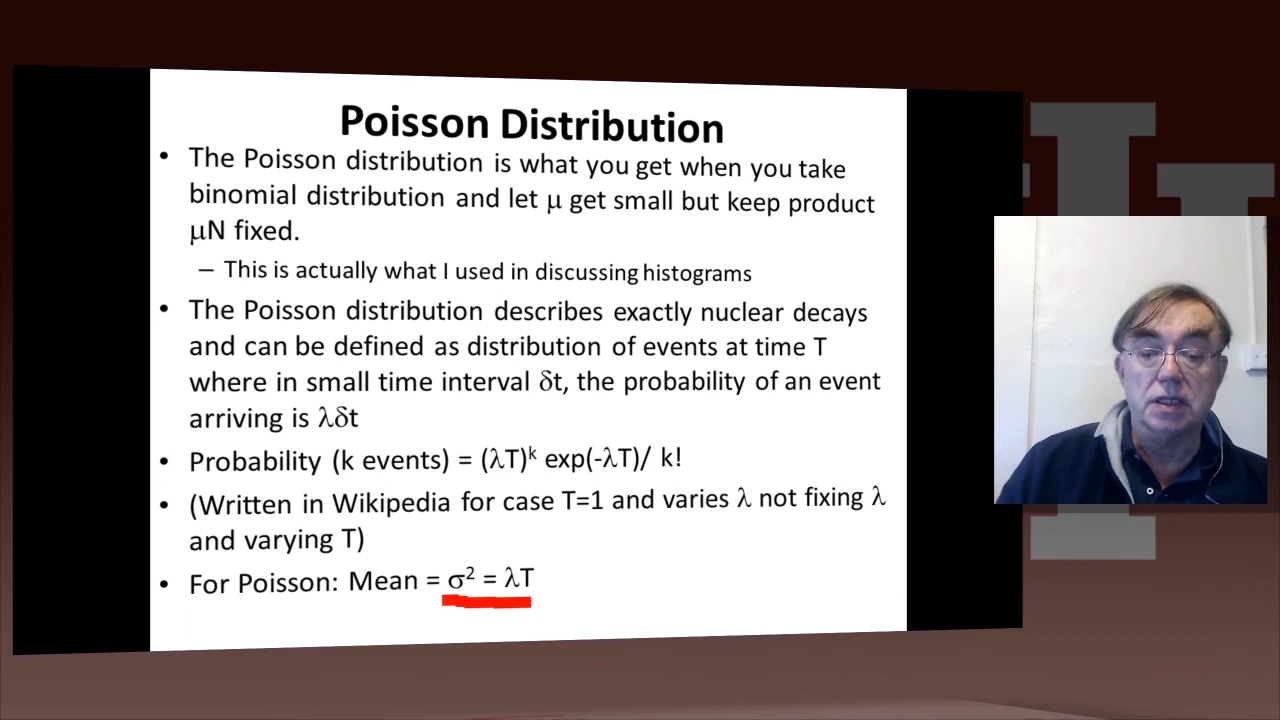 Poisson Distribution
• The Poisson distribution is what you get when you take
binomial distribution and let μ get small but keep product
μN fixed.
– This is actually what I used in discussing histograms
• The Poisson distribution describes exactly nuclear decays
and can be defined as distribution of events at time T
where in small time interval δt, the probability of an event
arriving is λδt
• Probability (k events) = (λT)ᵏ exp(-λT)/ k!
• (Written in Wikipedia for case T=1 and varies λ not fixing λ
and varying T)
• For Poisson: Mean = σ² = λT